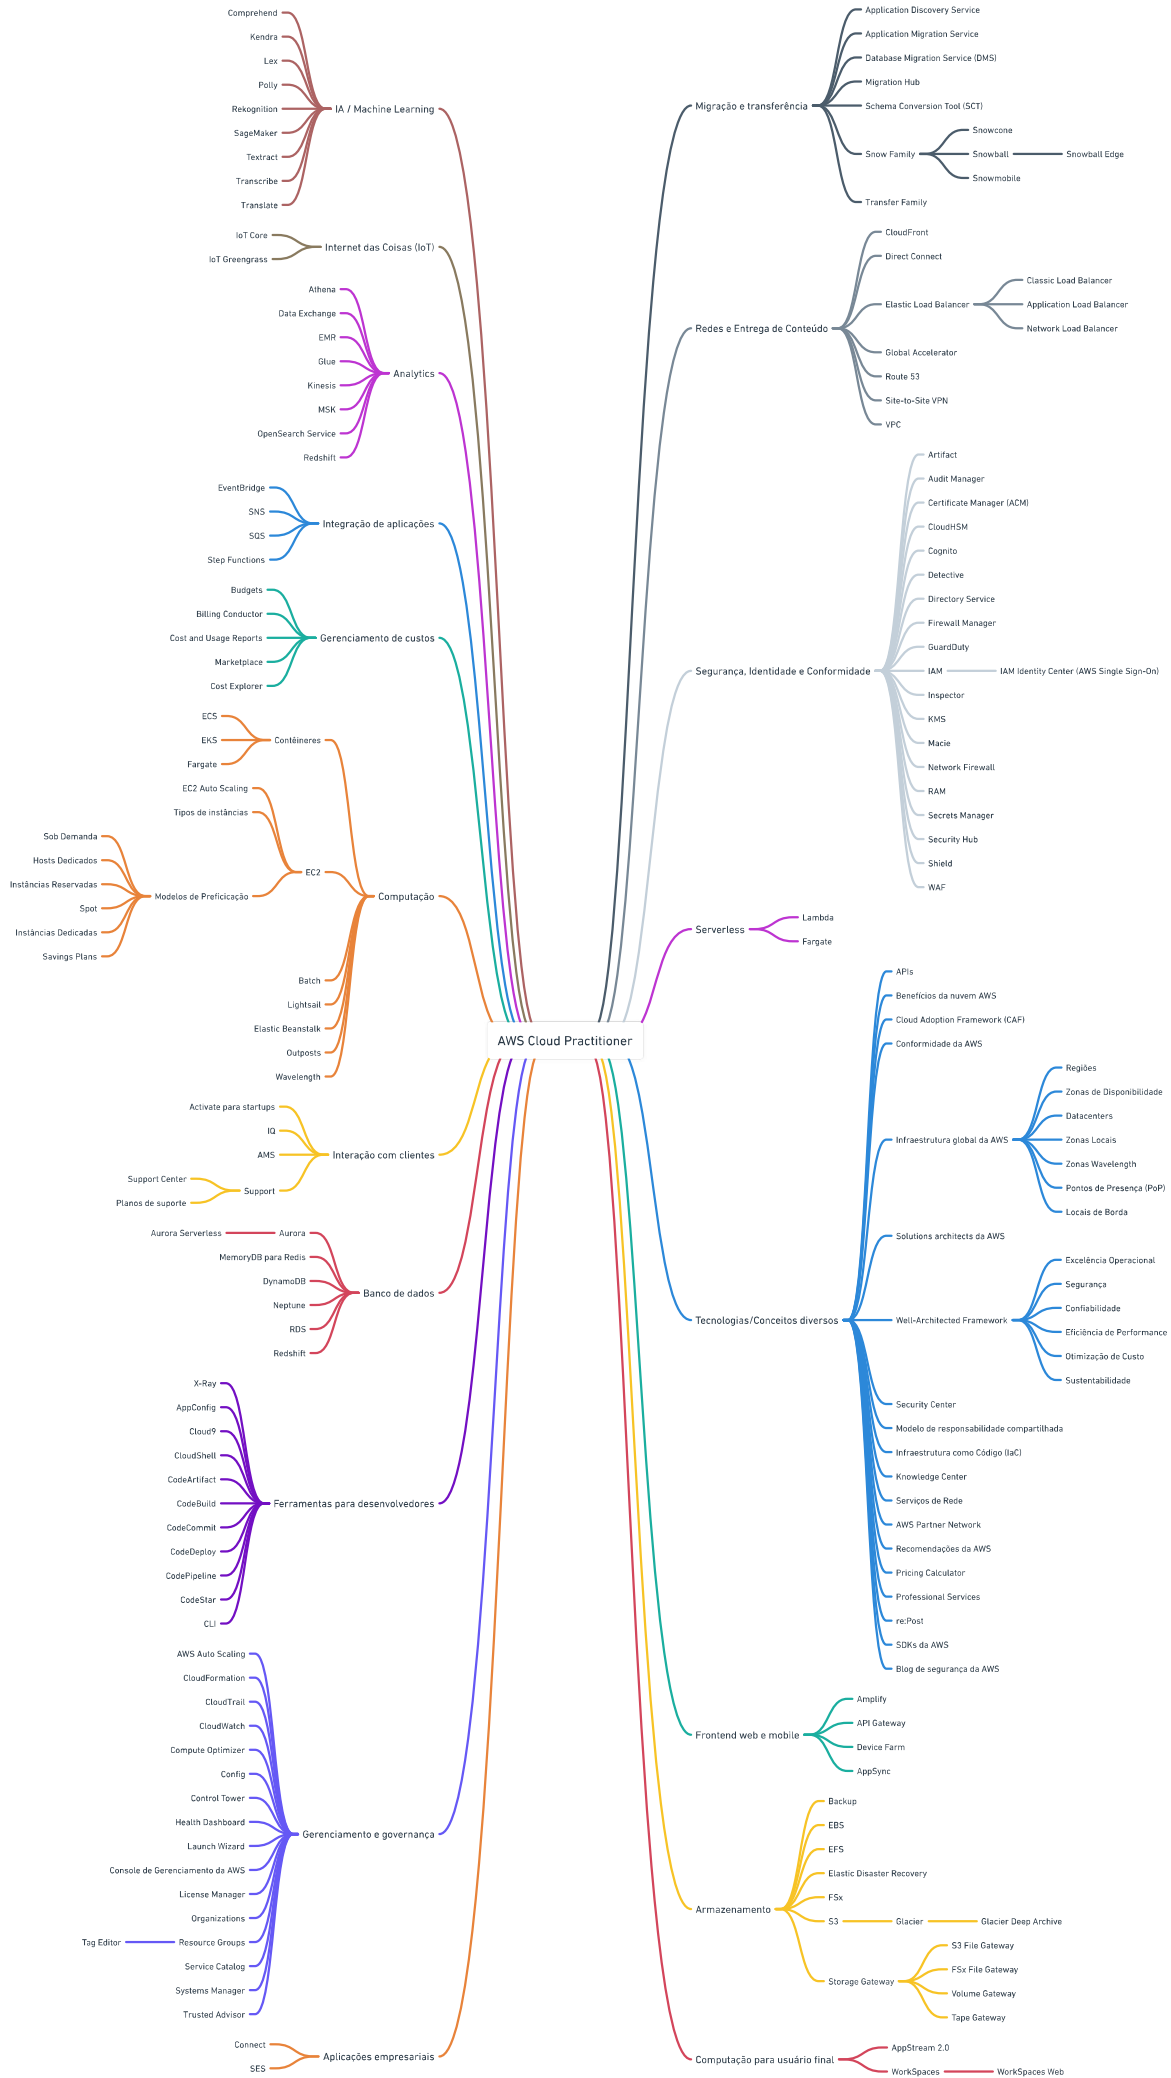 AWS Cloud Practitioner
IA / Machine Learning
Comprehend
Kendra
Lex
Polly
Rekognition
SageMaker
Textract
Transcribe
Translate
Internet das Coisas (IoT)
IoT Core
IoT Greengrass
Analytics
Athena
Data Exchange
EMR
Glue
Kinesis
MSK
OpenSearch Service
Redshift
Integração de aplicações
EventBridge
SNS
SQS
Step Functions
Gerenciamento de custos
Budgets
Billing Conductor
Cost and Usage Reports
Marketplace
Cost Explorer
Computação
Contêineres
ECS
EKS
Fargate
EC2
EC2 Auto Scaling
Tipos de instâncias
Modelos de Preficicação
Sob Demanda
Hosts Dedicados
Instâncias Reservadas
Spot
Instâncias Dedicadas
Savings Plans
Batch
Lightsail
Elastic Beanstalk
Outposts
Wavelength
Interação com clientes
Activate para startups
IQ
AMS
Support
Support Center
Planos de suporte
Banco de dados
Aurora
Aurora Serverless
MemoryDB para Redis
DynamoDB
Neptune
RDS
Redshift
Ferramentas para desenvolvedores
X-Ray
AppConfig
Cloud9
CloudShell
CodeArtifact
CodeBuild
CodeCommit
CodeDeploy
CodePipeline
CodeStar
CLI
Gerenciamento e governança
AWS Auto Scaling
CloudFormation
CloudTrail
CloudWatch
Compute Optimizer
Config
Control Tower
Health Dashboard
Launch Wizard
Console de Gerenciamento da AWS
License Manager
Organizations
Resource Groups
Tag Editor
Service Catalog
Systems Manager
Trusted Advisor
Aplicações empresariais
Connect
SES
Migração e transferência
Application Discovery Service
Application Migration Service
Database Migration Service (DMS)
Migration Hub
Schema Conversion Tool (SCT)
Snow Family
Snowcone
Snowball
Snowball Edge
Snowmobile
Transfer Family
Redes e Entrega de Conteúdo
CloudFront
Direct Connect
Elastic Load Balancer
Classic Load Balancer
Application Load Balancer
Network Load Balancer
Global Accelerator
Route 53
Site-to-Site VPN
VPC
Segurança, Identidade e Conformidade
Artifact
Audit Manager
Certificate Manager (ACM)
CloudHSM
Cognito
Detective
Directory Service
Firewall Manager
GuardDuty
IAM
IAM Identity Center (AWS Single Sign-On)
Inspector
KMS
Macie
Network Firewall
RAM
Secrets Manager
Security Hub
Shield
WAF
Serverless
Lambda
Fargate
Tecnologias/Conceitos diversos
APIs
Benefícios da nuvem AWS
Cloud Adoption Framework (CAF)
Conformidade da AWS
Infraestrutura global da AWS
Regiões
Zonas de Disponibilidade
Datacenters
Zonas Locais
Zonas Wavelength
Pontos de Presença (PoP)
Locais de Borda
Solutions architects da AWS
Well-Architected Framework
Excelência Operacional
Segurança
Confiabilidade
Eficiência de Performance
Otimização de Custo
Sustentabilidade
Security Center
Modelo de responsabilidade compartilhada
Infraestrutura como Código (IaC)
Knowledge Center
Serviços de Rede
AWS Partner Network
Recomendações da AWS
Pricing Calculator
Professional Services
re:Post
SDKs da AWS
Blog de segurança da AWS
Frontend web e mobile
Amplify
API Gateway
Device Farm
AppSync
Armazenamento
Backup
EBS
EFS
Elastic Disaster Recovery
FSx
S3
Glacier
Glacier Deep Archive
Storage Gateway
S3 File Gateway
FSx File Gateway
Volume Gateway
Tape Gateway
Computação para usuário final
AppStream 2.0
WorkSpaces
WorkSpaces Web